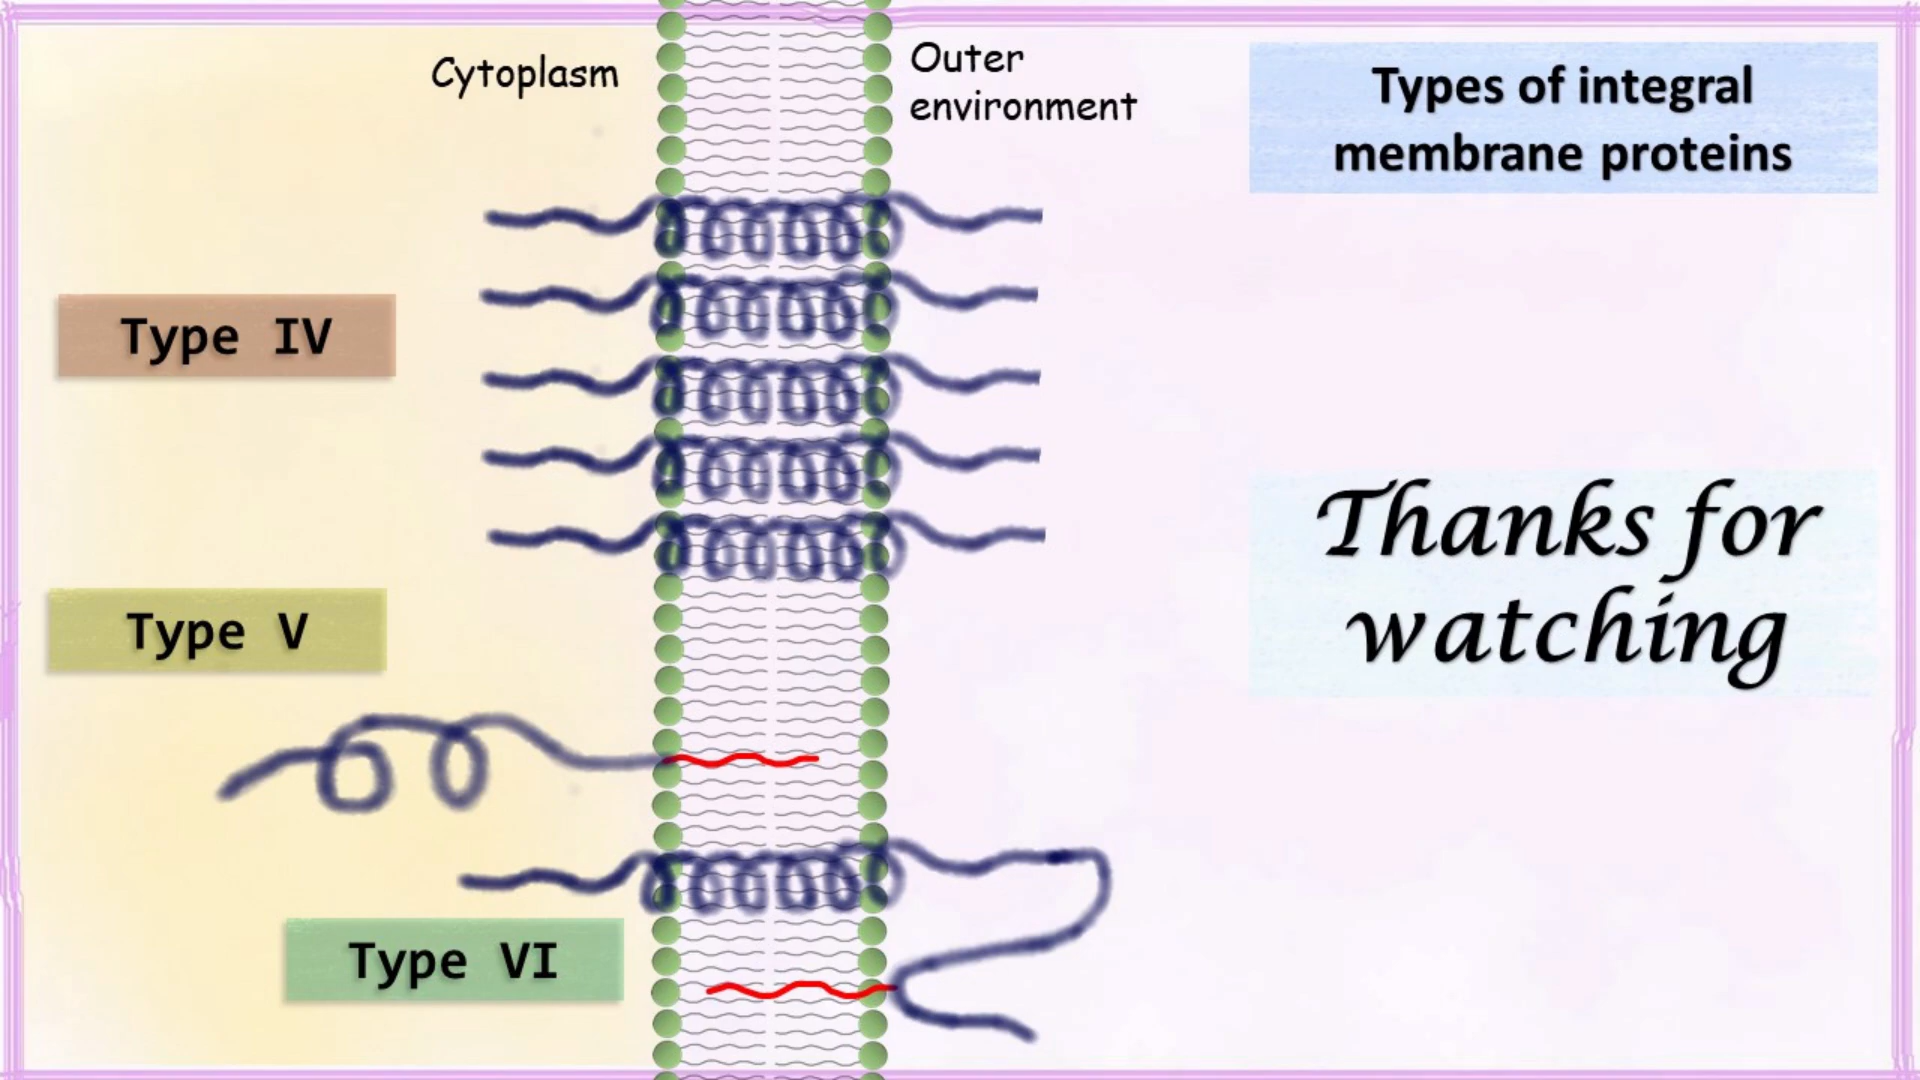 Cytoplasm
Outer
environment
Types of integral
membrane proteins
Type IV
Thanks for
watching
Type V
Type VI